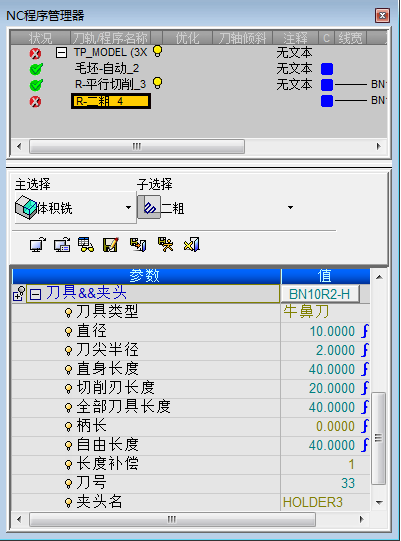 NC程序管理器
状况 刀轨/程序名称 优化 刀轴倾斜 注释 C 线宽
TP_MODEL (3X 无文本
毛坯-自动_2 无文本
R-平行切削_3 无文本 BN
R-二粗_4 BN
主选择 子选择
体积铣 二粗
参数 值
刀具&&夹头 BN10R2-H
刀具类型 牛鼻刀
直径 10.0000 f
刀尖半径 2.0000 f
直身长度 40.0000 f
切削刃长度 20.0000 f
全部刀具长度 40.0000 f
柄长 0.0000 f
自由长度 40.0000 f
长度补偿 1
刀号 33
夹头名 HOLDER3